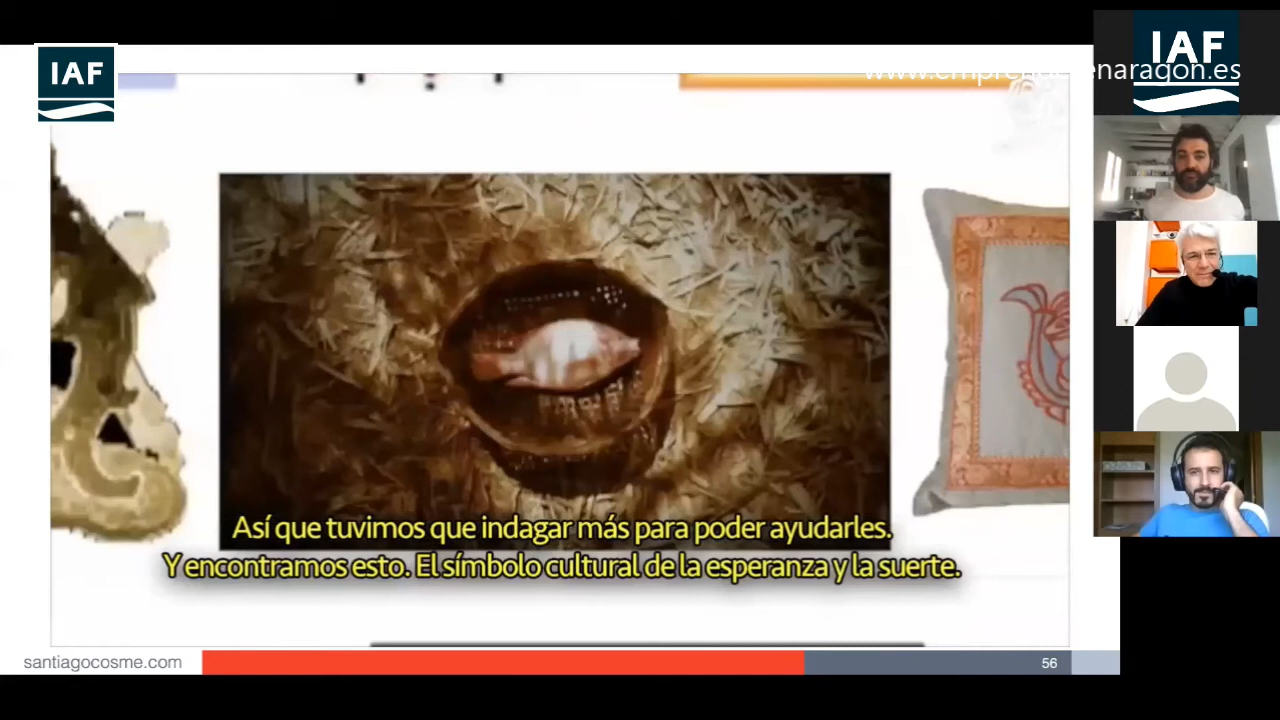 IAF
IAF
Así que tuvimos que indagar más para poder ayudarles.
Y encontramos esto. El símbolo cultural de la esperanza y la suerte.
santiagocosme.com
56